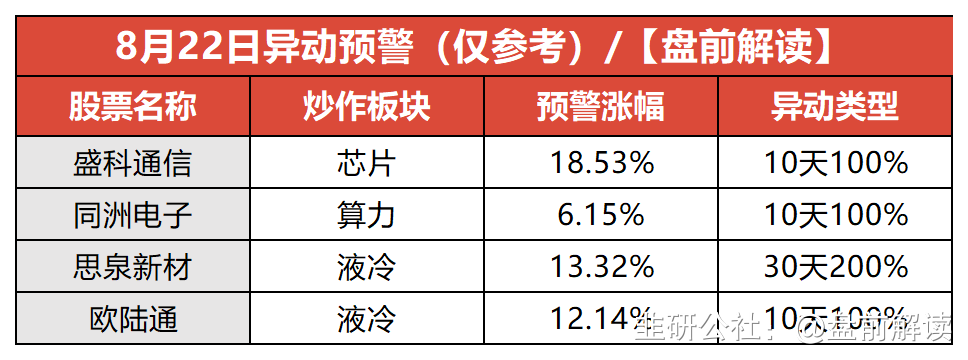 8月22日异动预警（仅参考）/【盘前解读】
股票名称 炒作板块 预警涨幅 异动类型
盛科通信 芯片 18.53% 10天100%
同洲电子 算力 6.15% 10天100%
思泉新材 液冷 13.32% 30天200%
欧陆通 液冷 12.14% 10天100%
韭研公社：@盘前解读